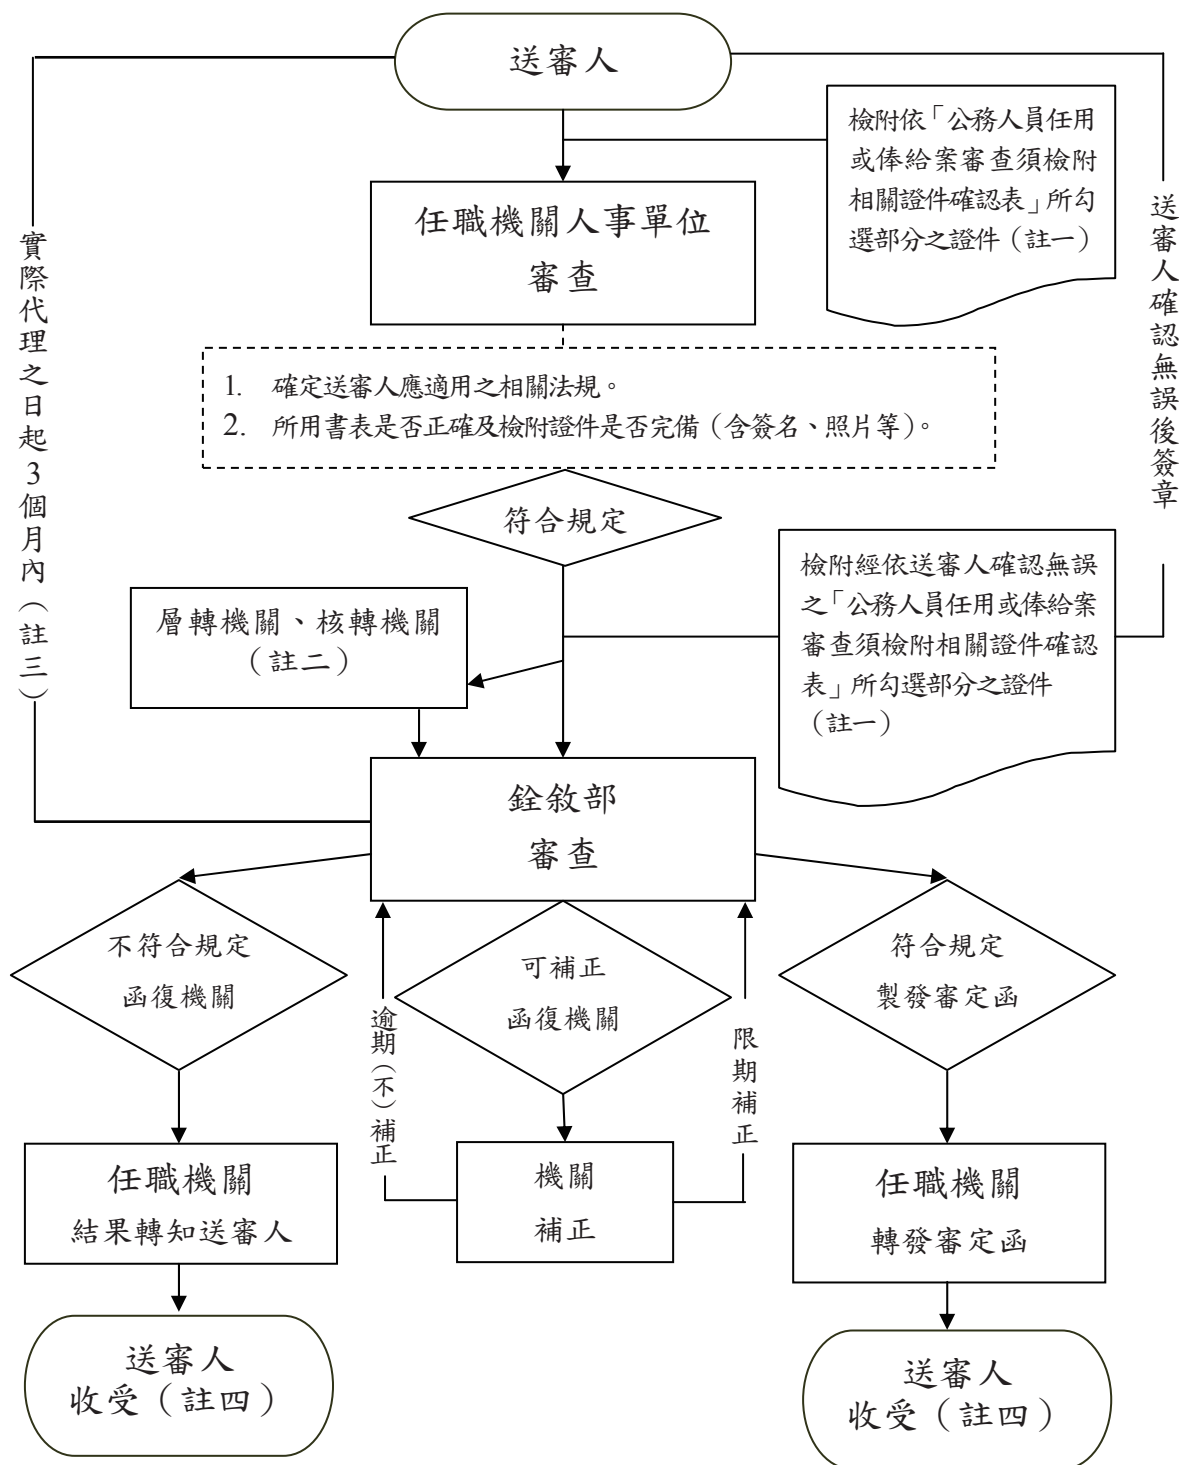 送審人
檢附依「公務人員任用
或俸給案審查須檢附
相關證件確認表」所勾
選部分之證件（註一）
任職機關人事單位
審查
實際代理之日起3個月內（註三）
送審人確認無誤後簽章
1. 確定送審人應適用之相關法規。
2. 所用書表是否正確及檢附證件是否完備（含簽名、照片等）。
符合規定
檢附經依送審人確認無誤
之「公務人員任用或俸給案
審查須檢附相關證件確認
表」所勾選部分之證件
（註一）
層轉機關、核轉機關
（註二）
銓敘部
審查
不符合規定
函復機關
可補正
函復機關
符合規定
製發審定函
逾期（不）補正
限期補正
任職機關
結果轉知送審人
機關
補正
任職機關
轉發審定函
送審人
收受（註四）
送審人
收受（註四）